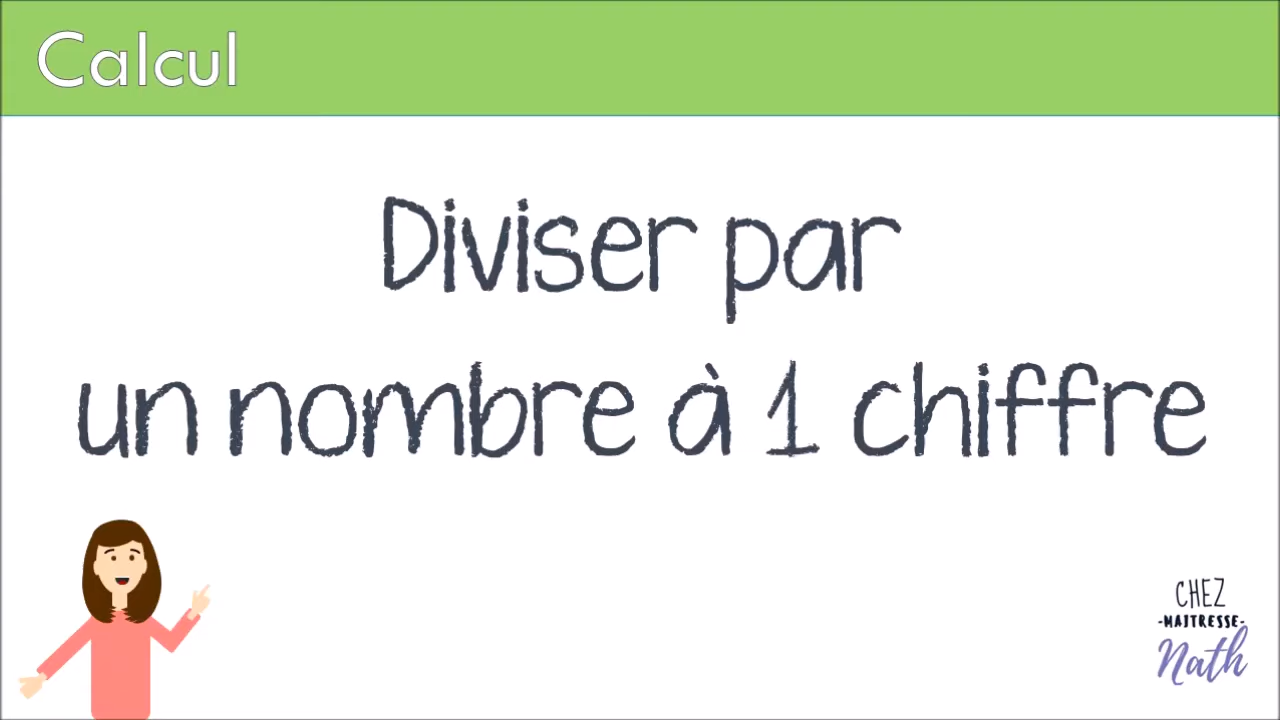 Calcul
Diviser par
un nombre à 1 chiffre
CHEZ
-MAITRESSE-
Nath